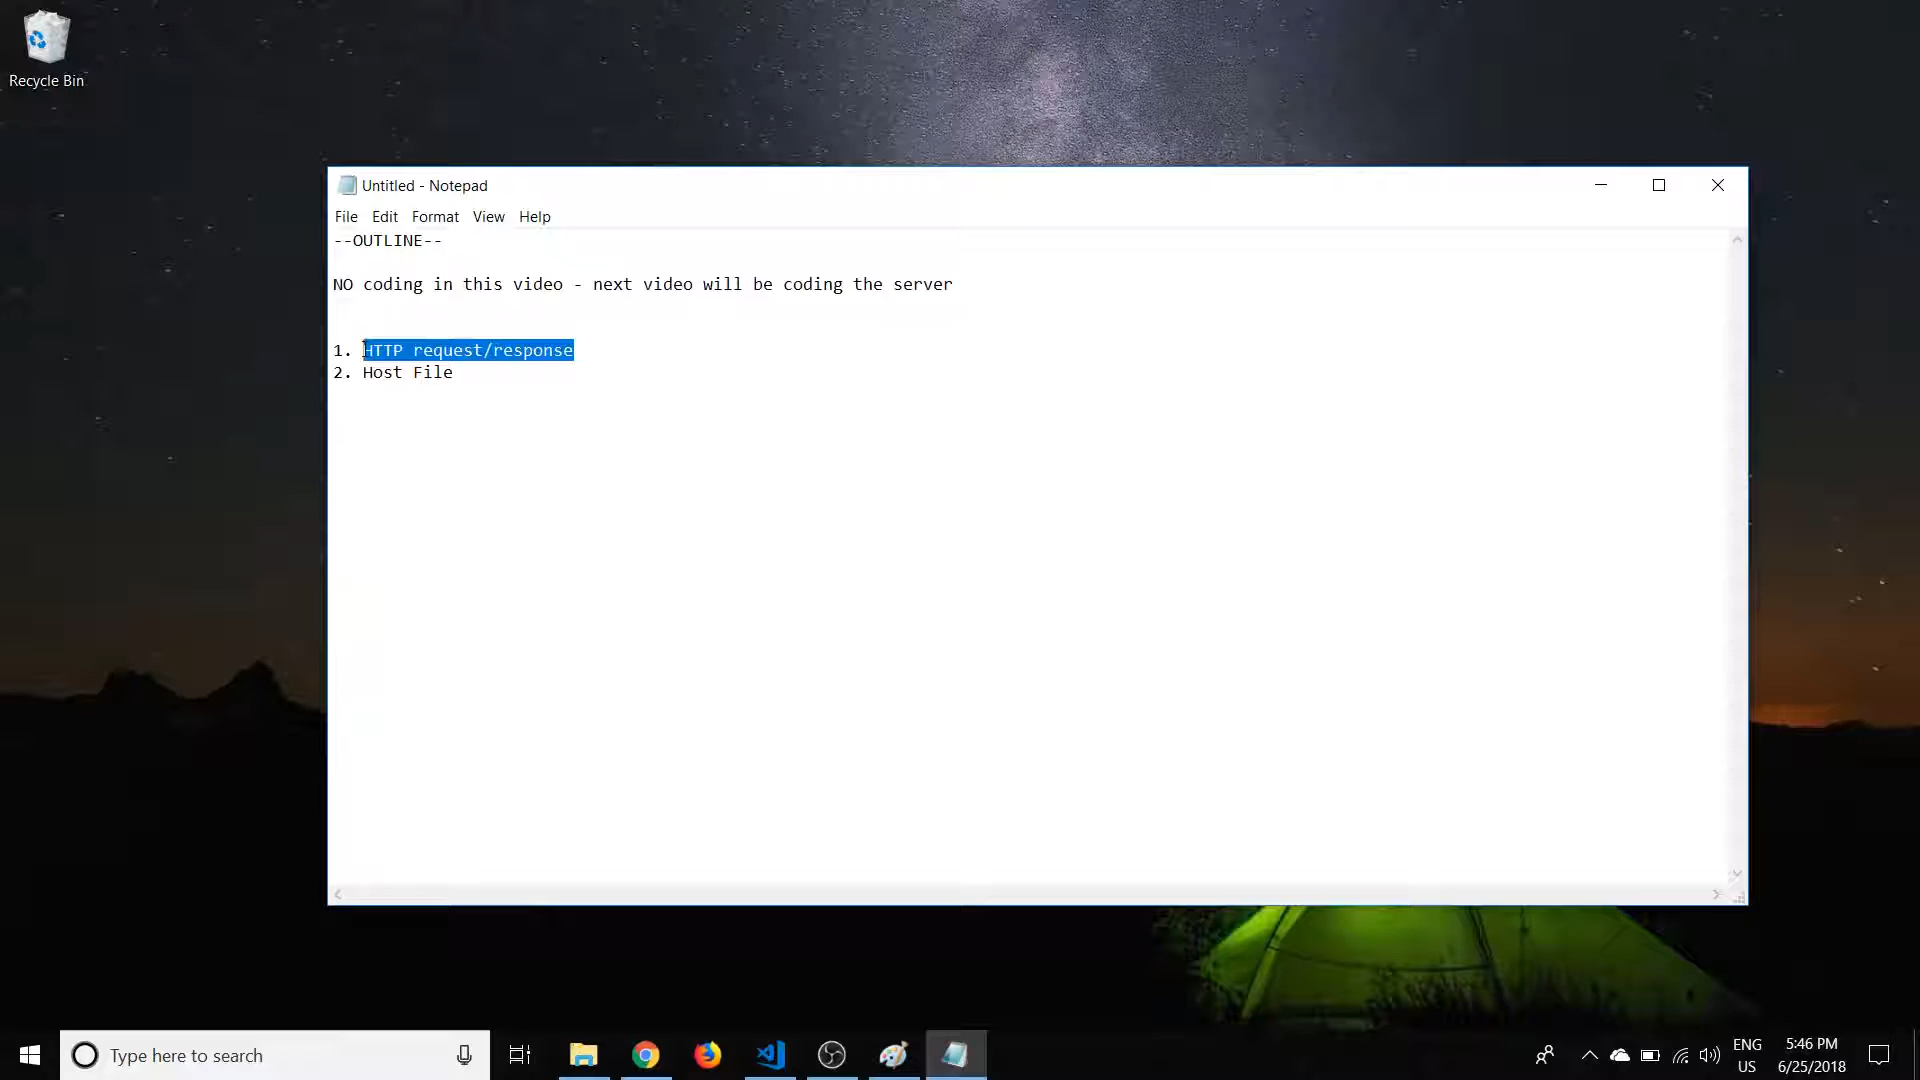 Recycle Bin
Untitled - Notepad
File Edit Format View Help
--OUTLINE--
NO coding in this video - next video will be coding the server
1. HTTP request/response
2. Host File
Type here to search
ENG
US
5:46 PM
6/25/2018